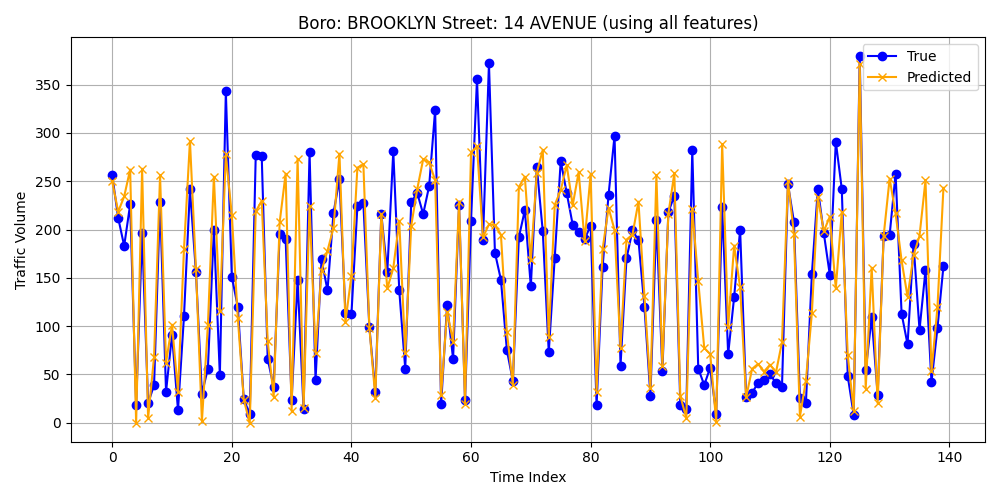 Boro: BROOKLYN Street: 14 AVENUE (using all features)
True
Predicted
Traffic Volume
350
300
250
200
150
100
50
0
0 20 40 60 80 100 120 140
Time Index